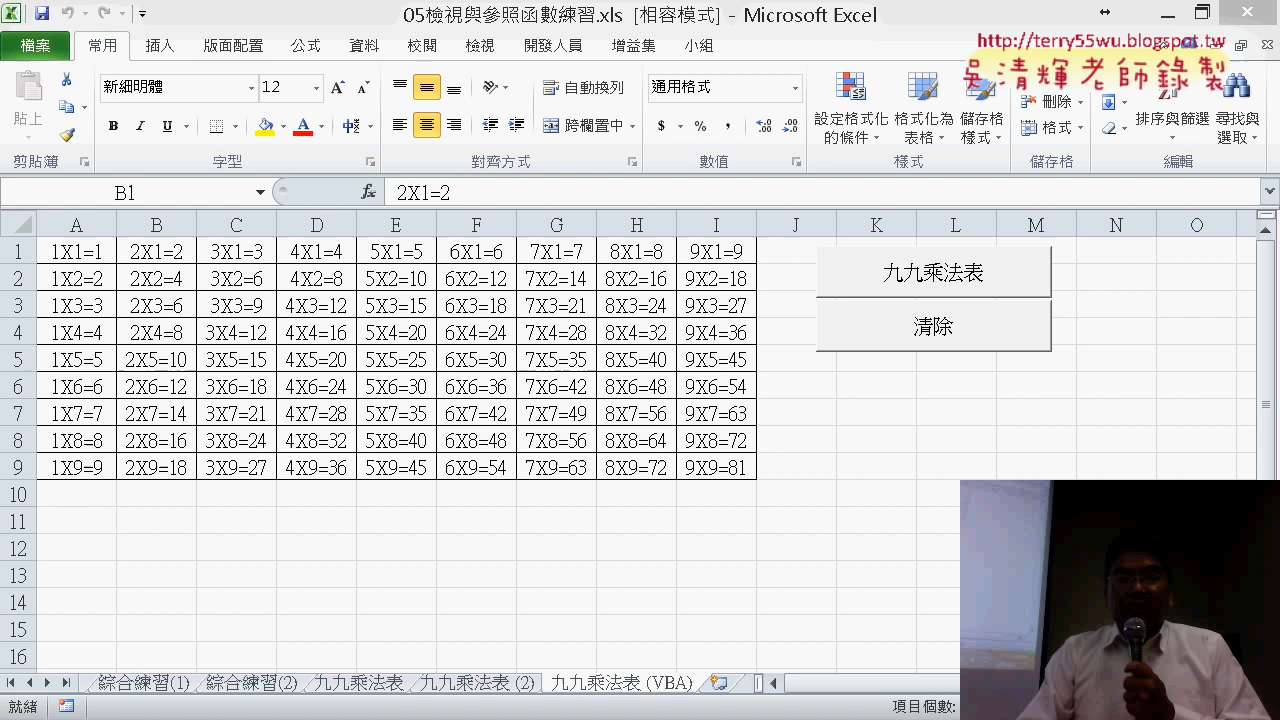 05檢視與參照函數練習.xls [相容模式] - Microsoft Excel
http://terry55wu.blogspot.tw
吳清輝老師錄製
檔案 常用 插入 版面配置 公式 資料 校閱 檢視 開發人員 增益集 小組
貼上 新細明體 12 自動換列 通用格式 設定格式化的條件 格式化為表格 儲存格樣式 刪除 排序與篩選 尋找與選取
B I U 中 跨欄置中 $ % , 格式
剪貼簿 字型 對齊方式 數值 樣式 儲存格 編輯
B1 fx 2X1=2
A B C D E F G H I J K L M N O
1 1X1=1 2X1=2 3X1=3 4X1=4 5X1=5 6X1=6 7X1=7 8X1=8 9X1=9
九九乘法表
2 1X2=2 2X2=4 3X2=6 4X2=8 5X2=10 6X2=12 7X2=14 8X2=16 9X2=18
3 1X3=3 2X3=6 3X3=9 4X3=12 5X3=15 6X3=18 7X3=21 8X3=24 9X3=27
清除
4 1X4=4 2X4=8 3X4=12 4X4=16 5X4=20 6X4=24 7X4=28 8X4=32 9X4=36
5 1X5=5 2X5=10 3X5=15 4X5=20 5X5=25 6X5=30 7X5=35 8X5=40 9X5=45
6 1X6=6 2X6=12 3X6=18 4X6=24 5X6=30 6X6=36 7X6=42 8X6=48 9X6=54
7 1X7=7 2X7=14 3X7=21 4X7=28 5X7=35 6X7=42 7X7=49 8X7=56 9X7=63
8 1X8=8 2X8=16 3X8=24 4X8=32 5X8=40 6X8=48 7X8=56 8X8=64 9X8=72
9 1X9=9 2X9=18 3X9=27 4X9=36 5X9=45 6X9=54 7X9=63 8X9=72 9X9=81
10
11
12
13
14
15
16
綜合練習(1) 綜合練習(2) 九九乘法表 九九乘法表 (2) 九九乘法表 (VBA)
就緒 項目個數: